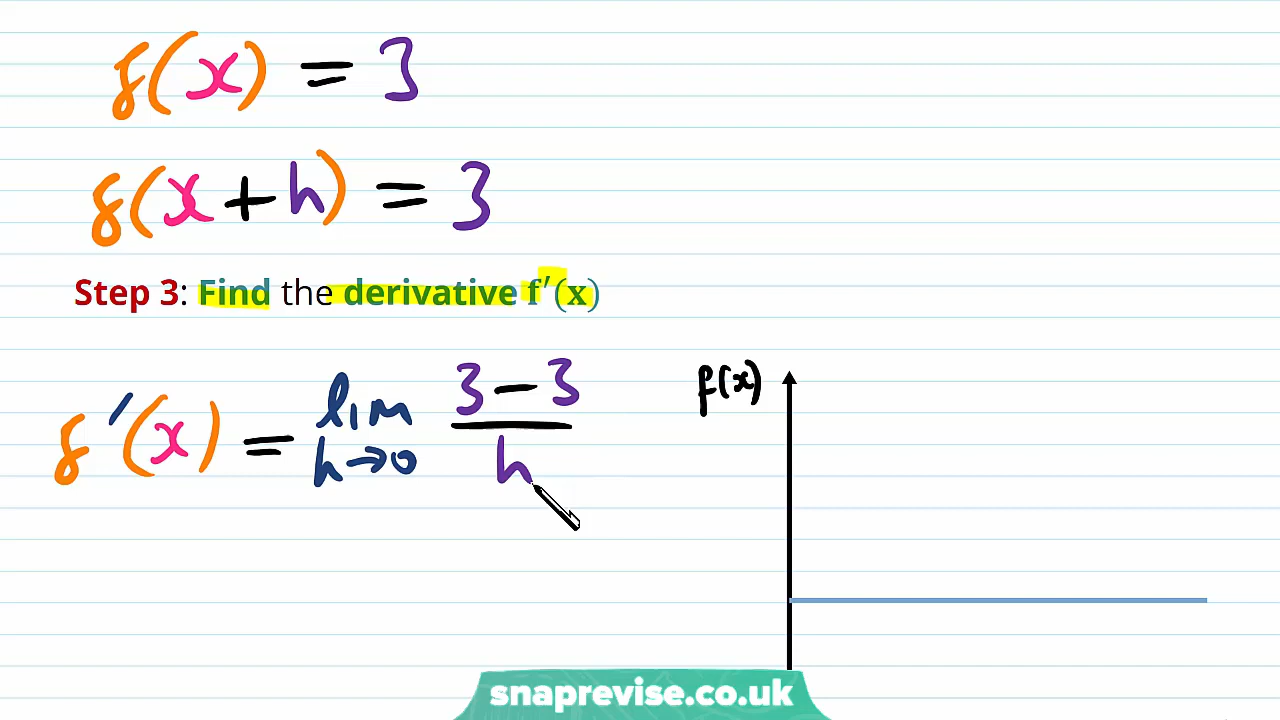 f(x) = 3
f(x+h) = 3
Step 3: Find the derivative f′(x)
f′(x) = lim h→0 3−3/h
f(x)
snaprevise.co.uk